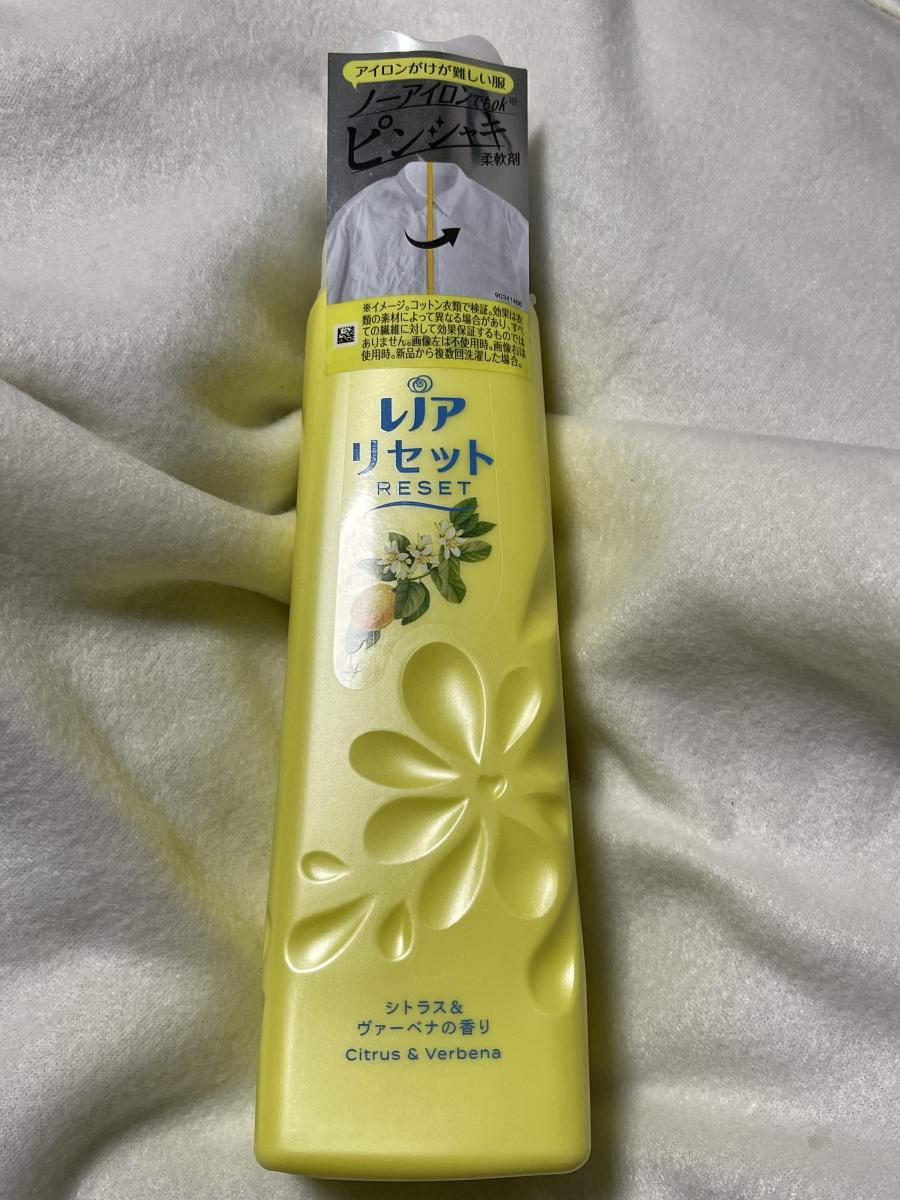 アイロンがけが難しい服
ノーアイロンでもok※
ピンシャキ
柔軟剤
90341466
※イメージ。コットン衣類で検証。効果は衣
類の素材によって異なる場合があり、すべ
ての繊維に対して効果保証するものでは
ありません。画像左は不使用時。画像右は
使用時。新品から複数回洗濯した場合。
レノア
リセット
RESET
シトラス&
ヴァーベナの香り
Citrus & Verbena